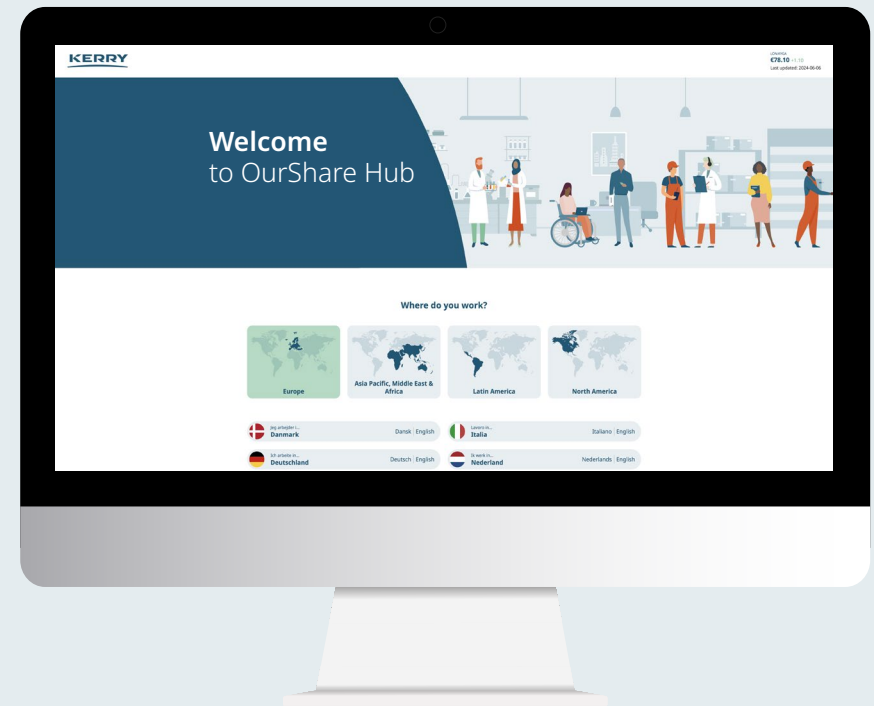 KERRY
€78.10 +1.10
Last updated: 2024-06-06
Welcome
to OurShare Hub
Where do you work?
Europe
Asia Pacific, Middle East &
Africa
Latin America
North America
Jeg arbejder i...
Danmark
Dansk | English
Lavoro in...
Italia
Italiano | English
Ich arbeite in...
Deutschland
Deutsch | English
Ik werk in...
Nederland
Nederlands | English